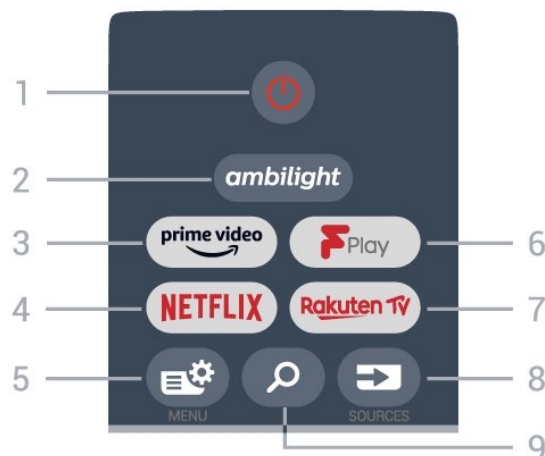 1
2 ambilight
3 prime video FPlay 6
4 NETFLIX Rakuten TV 7
5 8
MENU SOURCES
9